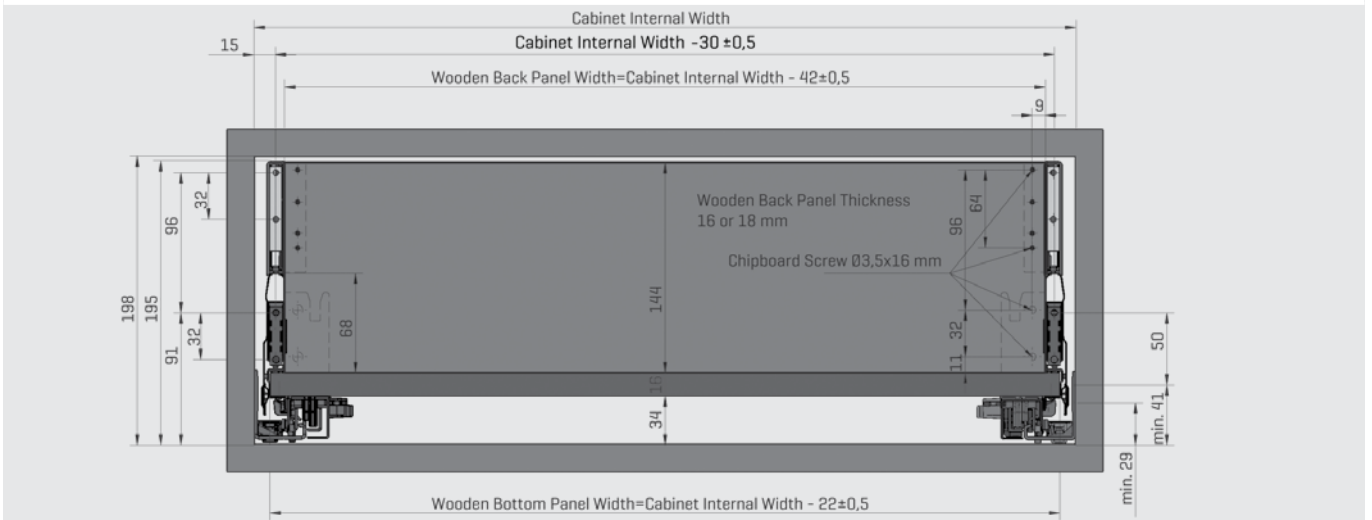 Cabinet Internal Width
15
Cabinet Internal Width -30 ±0,5
Wooden Back Panel Width=Cabinet Internal Width - 42±0,5
9
32
96
Wooden Back Panel Thickness
16 or 18 mm
96
64
Chipboard Screw Ø3,5x16 mm
198
195
144
91
32
68
32
50
11
16
34
min. 41
min. 29
Wooden Bottom Panel Width=Cabinet Internal Width - 22±0,5